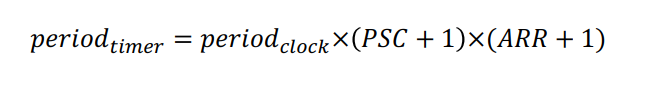 period_timer = period_clock×(PSC + 1)×(ARR + 1)